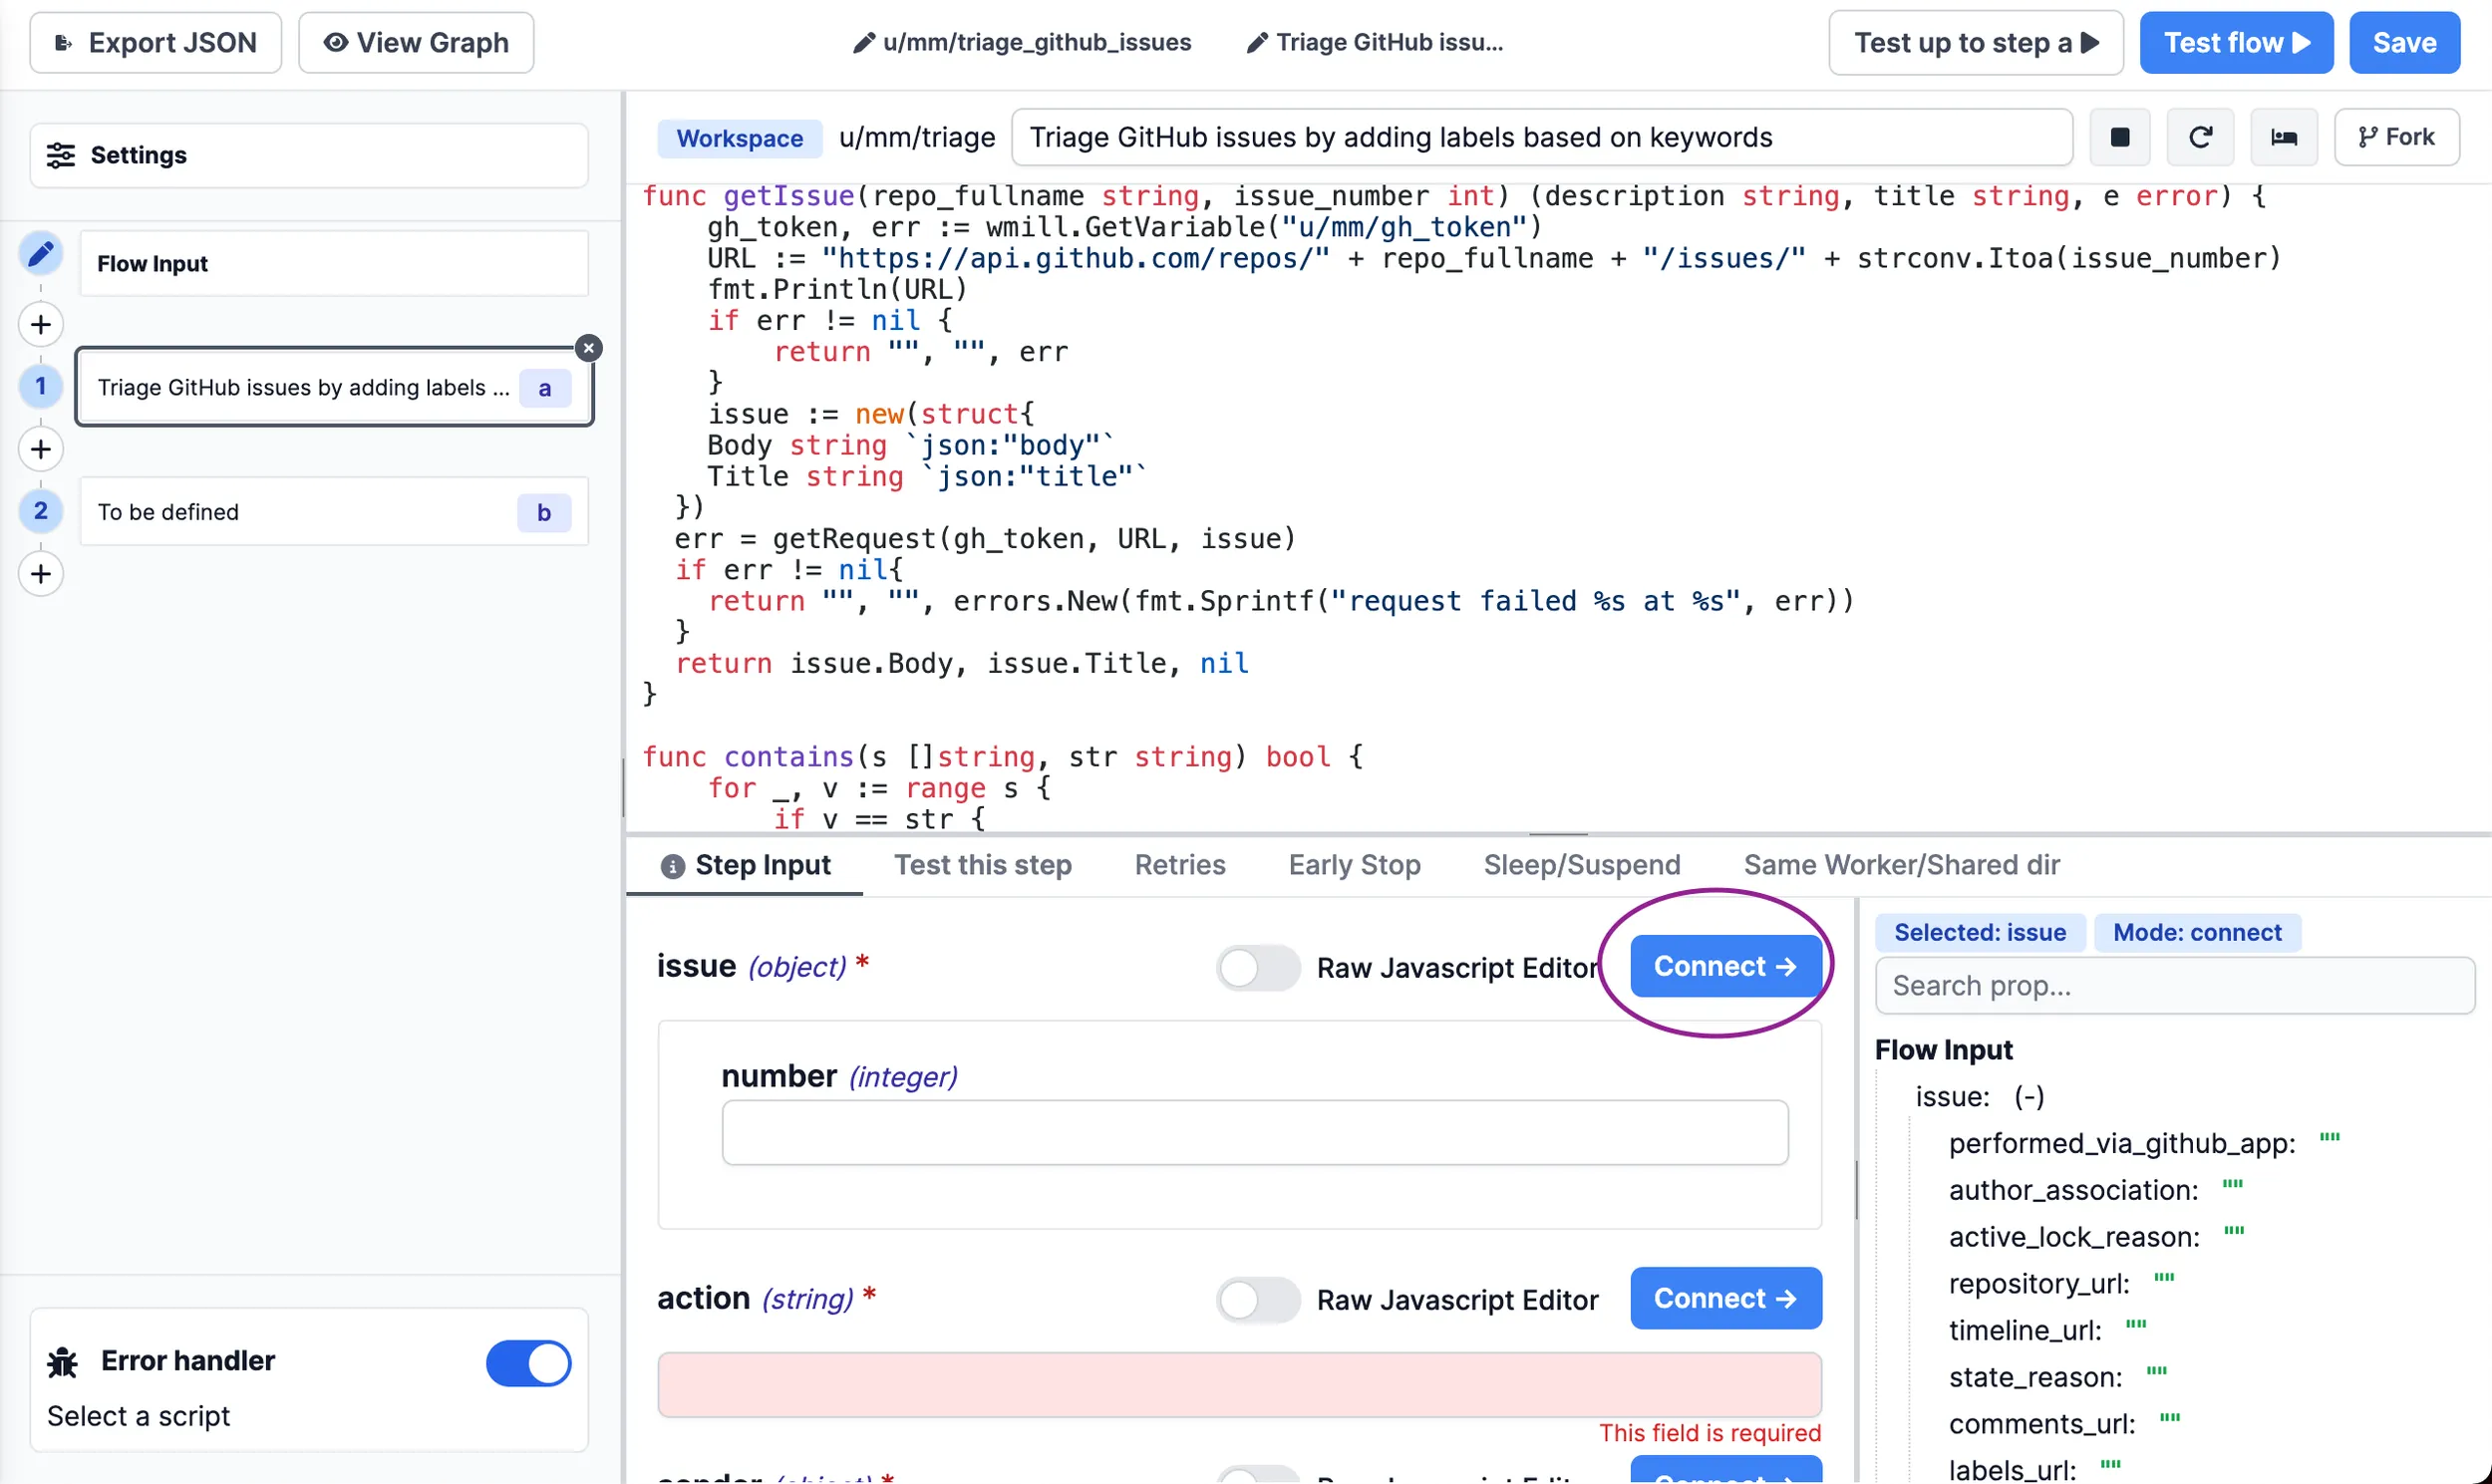 Export JSON
View Graph
u/mm/triage_github_issues
Triage GitHub issu...
Test up to step a
Test flow
Save
Settings
Flow Input
1
Triage GitHub issues by adding labels ...
a
2
To be defined
b
Error handler
Select a script
Workspace
u/mm/triage
Triage GitHub issues by adding labels based on keywords
Fork
func getIssue(repo_fullname string, issue_number int) (description string, title string, e error) {
    gh_token, err := wmill.GetVariable("u/mm/gh_token")
    URL := "https://api.github.com/repos/" + repo_fullname + "/issues/" + strconv.Itoa(issue_number)
    fmt.Println(URL)
    if err != nil {
        return "", "", err
    }
    issue := new(struct{
    Body string `json:"body"`
    Title string `json:"title"`
  })
  err = getRequest(gh_token, URL, issue)
  if err != nil{
    return "", "", errors.New(fmt.Sprintf("request failed %s at %s", err))
  }
  return issue.Body, issue.Title, nil
}
func contains(s []string, str string) bool {
    for _, v := range s {
        if v == str {
Step Input
Test this step
Retries
Early Stop
Sleep/Suspend
Same Worker/Shared dir
issue (object) *
Raw Javascript Editor
Connect →
number (integer)
action (string) *
Raw Javascript Editor
Connect →
This field is required
Selected: issue
Mode: connect
Search prop...
Flow Input
issue: (-)
performed_via_github_app: ""
author_association: ""
active_lock_reason: ""
repository_url: ""
timeline_url: ""
state_reason: ""
comments_url: ""
labels_url: ""